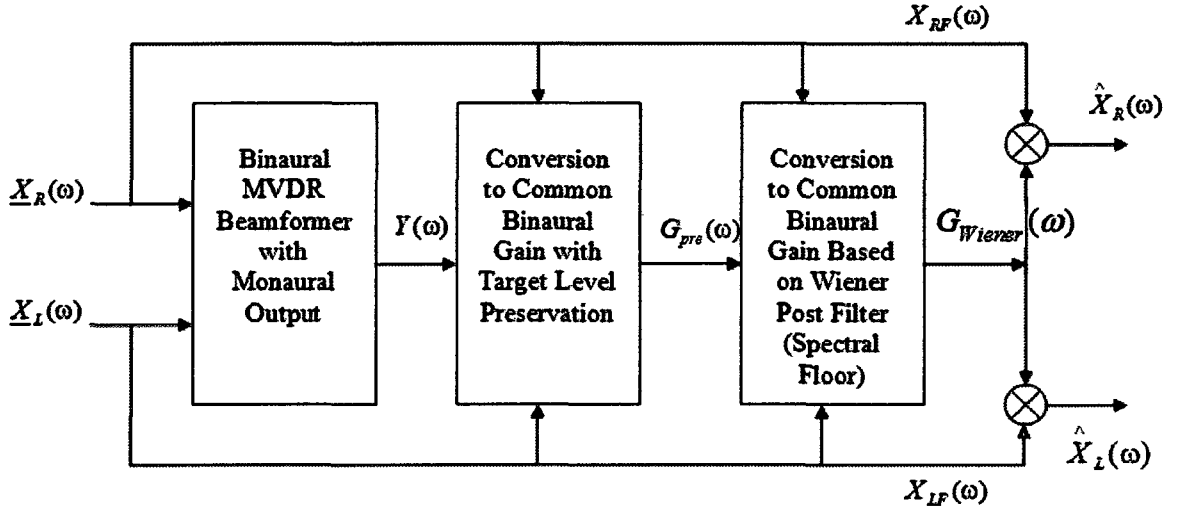 X_RF(ω)
X̂_R(ω)
Binaural
MVDR
Beamformer
with
Monaural
Output
Conversion
to Common
Binaural
Gain with
Target Level
Preservation
Conversion
to Common
Binaural
Gain Based
on Wiener
Post Filter
(Spectral
Floor)
X_R(ω)
Y(ω)
G_pre(ω)
G_Wiener(ω)
X_L(ω)
X̂_L(ω)
X_LF(ω)